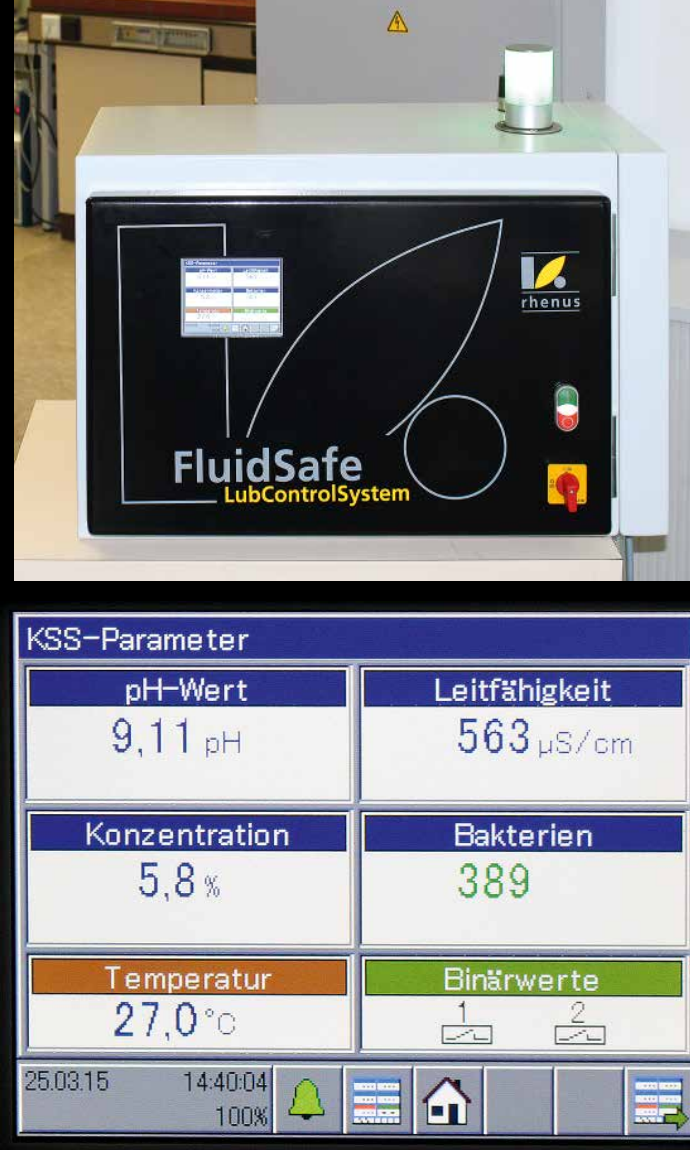 rhenus
FluidSafe
LubControlSystem
KSS-Parameter
pH-Wert
Leitfähigkeit
9,11 pH
563 µS/cm
Konzentration
Bakterien
5,8 %
389
Temperatur
Binärwerte
27,0 °C
1 2
25.03.15 14:40:04
100%